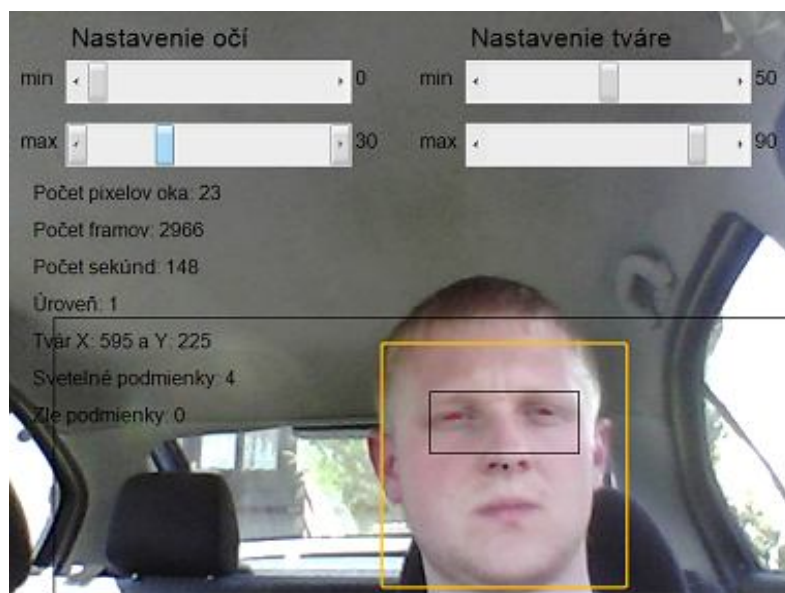 Nastavenie očí
Nastavenie tváre
min 0
min 50
max 30
max 90
Počet pixelov oka: 23
Počet framov: 2966
Počet sekúnd: 148
Úroveň: 1
Tvár X: 595 a Y: 225
Svetelné podmienky: 4
Zle podmienky: 0